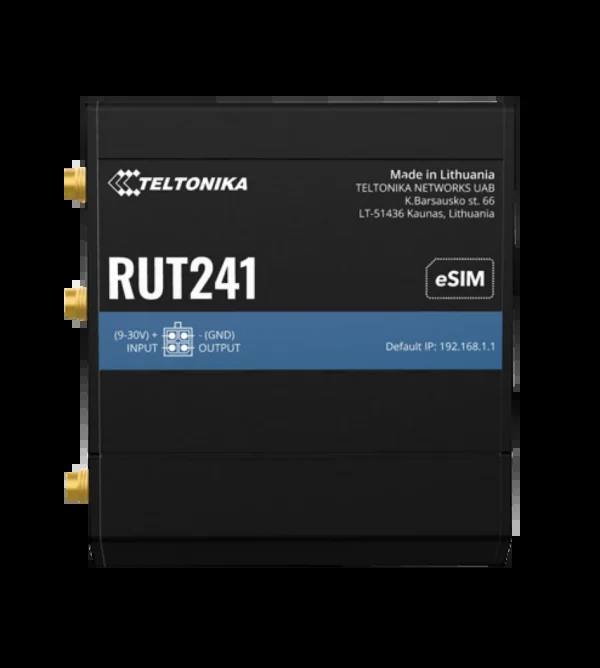 TELTONIKA
Made in Lithuania
TELTONIKA NETWORKS UAB
K.Barsausko st. 66
LT-51436 Kaunas, Lithuania
RUT241
eSIM
(9-30V) + - (GND)
INPUT OUTPUT
Default IP: 192.168.1.1